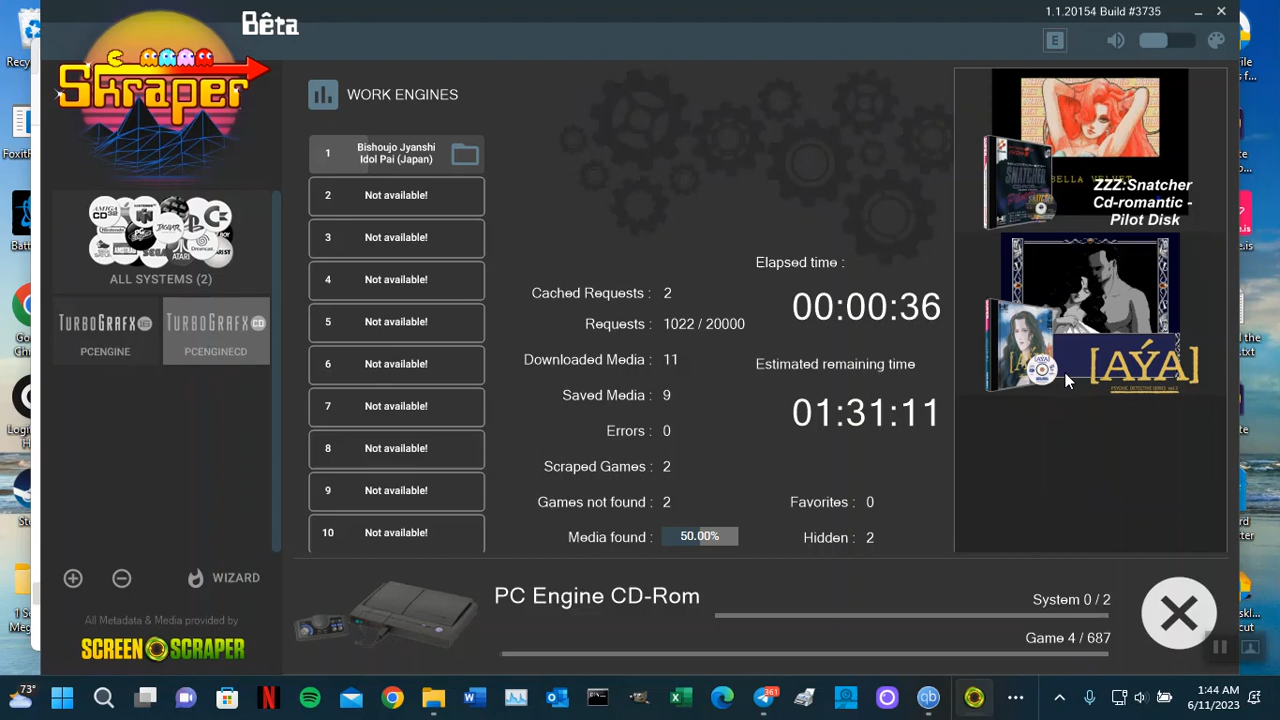 1.1.20154 Build #3735
Bêta
Skraper
E
WORK ENGINES
1 Bishoujo Jyanshi Idol Pai (Japan)
2 Not available!
3 Not available!
4 Not available!
5 Not available!
6 Not available!
7 Not available!
8 Not available!
9 Not available!
10 Not available!
ALL SYSTEMS (2)
TURBOGRAFX 16
PCENGINE
TURBOGRAFX CD
PCENGINECD
Cached Requests : 2
Requests : 1022 / 20000
Downloaded Media : 11
Saved Media : 9
Errors : 0
Scraped Games : 2
Games not found : 2
Media found : 50.00%
Elapsed time :
00:00:36
Estimated remaining time
01:31:11
Favorites : 0
Hidden : 2
SNATCHER
ZZZ:Snatcher
Cd-romantic -
Pilot Disk
[AÝA]
WIZARD
All Metadata & Media provided by
SCREEN SCRAPER
PC Engine CD-Rom
System 0 / 2
Game 4 / 687
73°
361
1:44 AM
6/11/2023